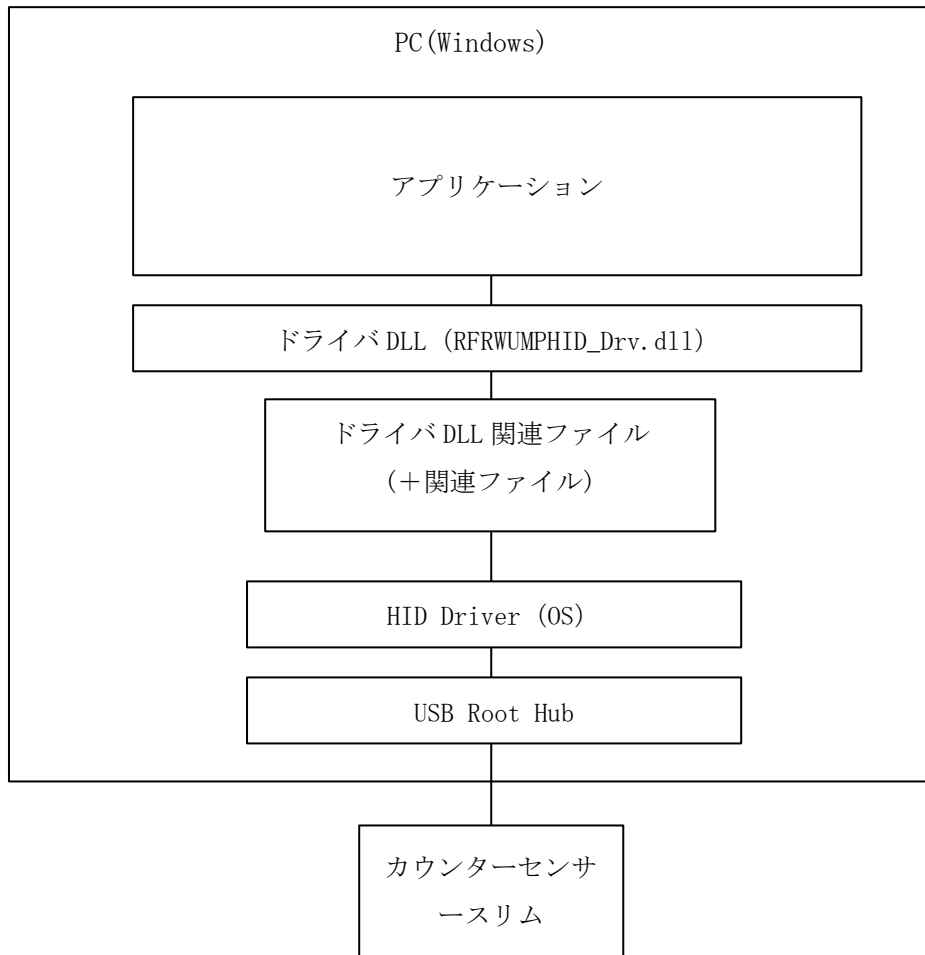 PC(Windows)
アプリケーション
ドライバ DLL (RFRWUMPHID_Drv.dll)
ドライバ DLL 関連ファイル
(＋関連ファイル)
HID Driver (OS)
USB Root Hub
カウンターセンサ
ースリム